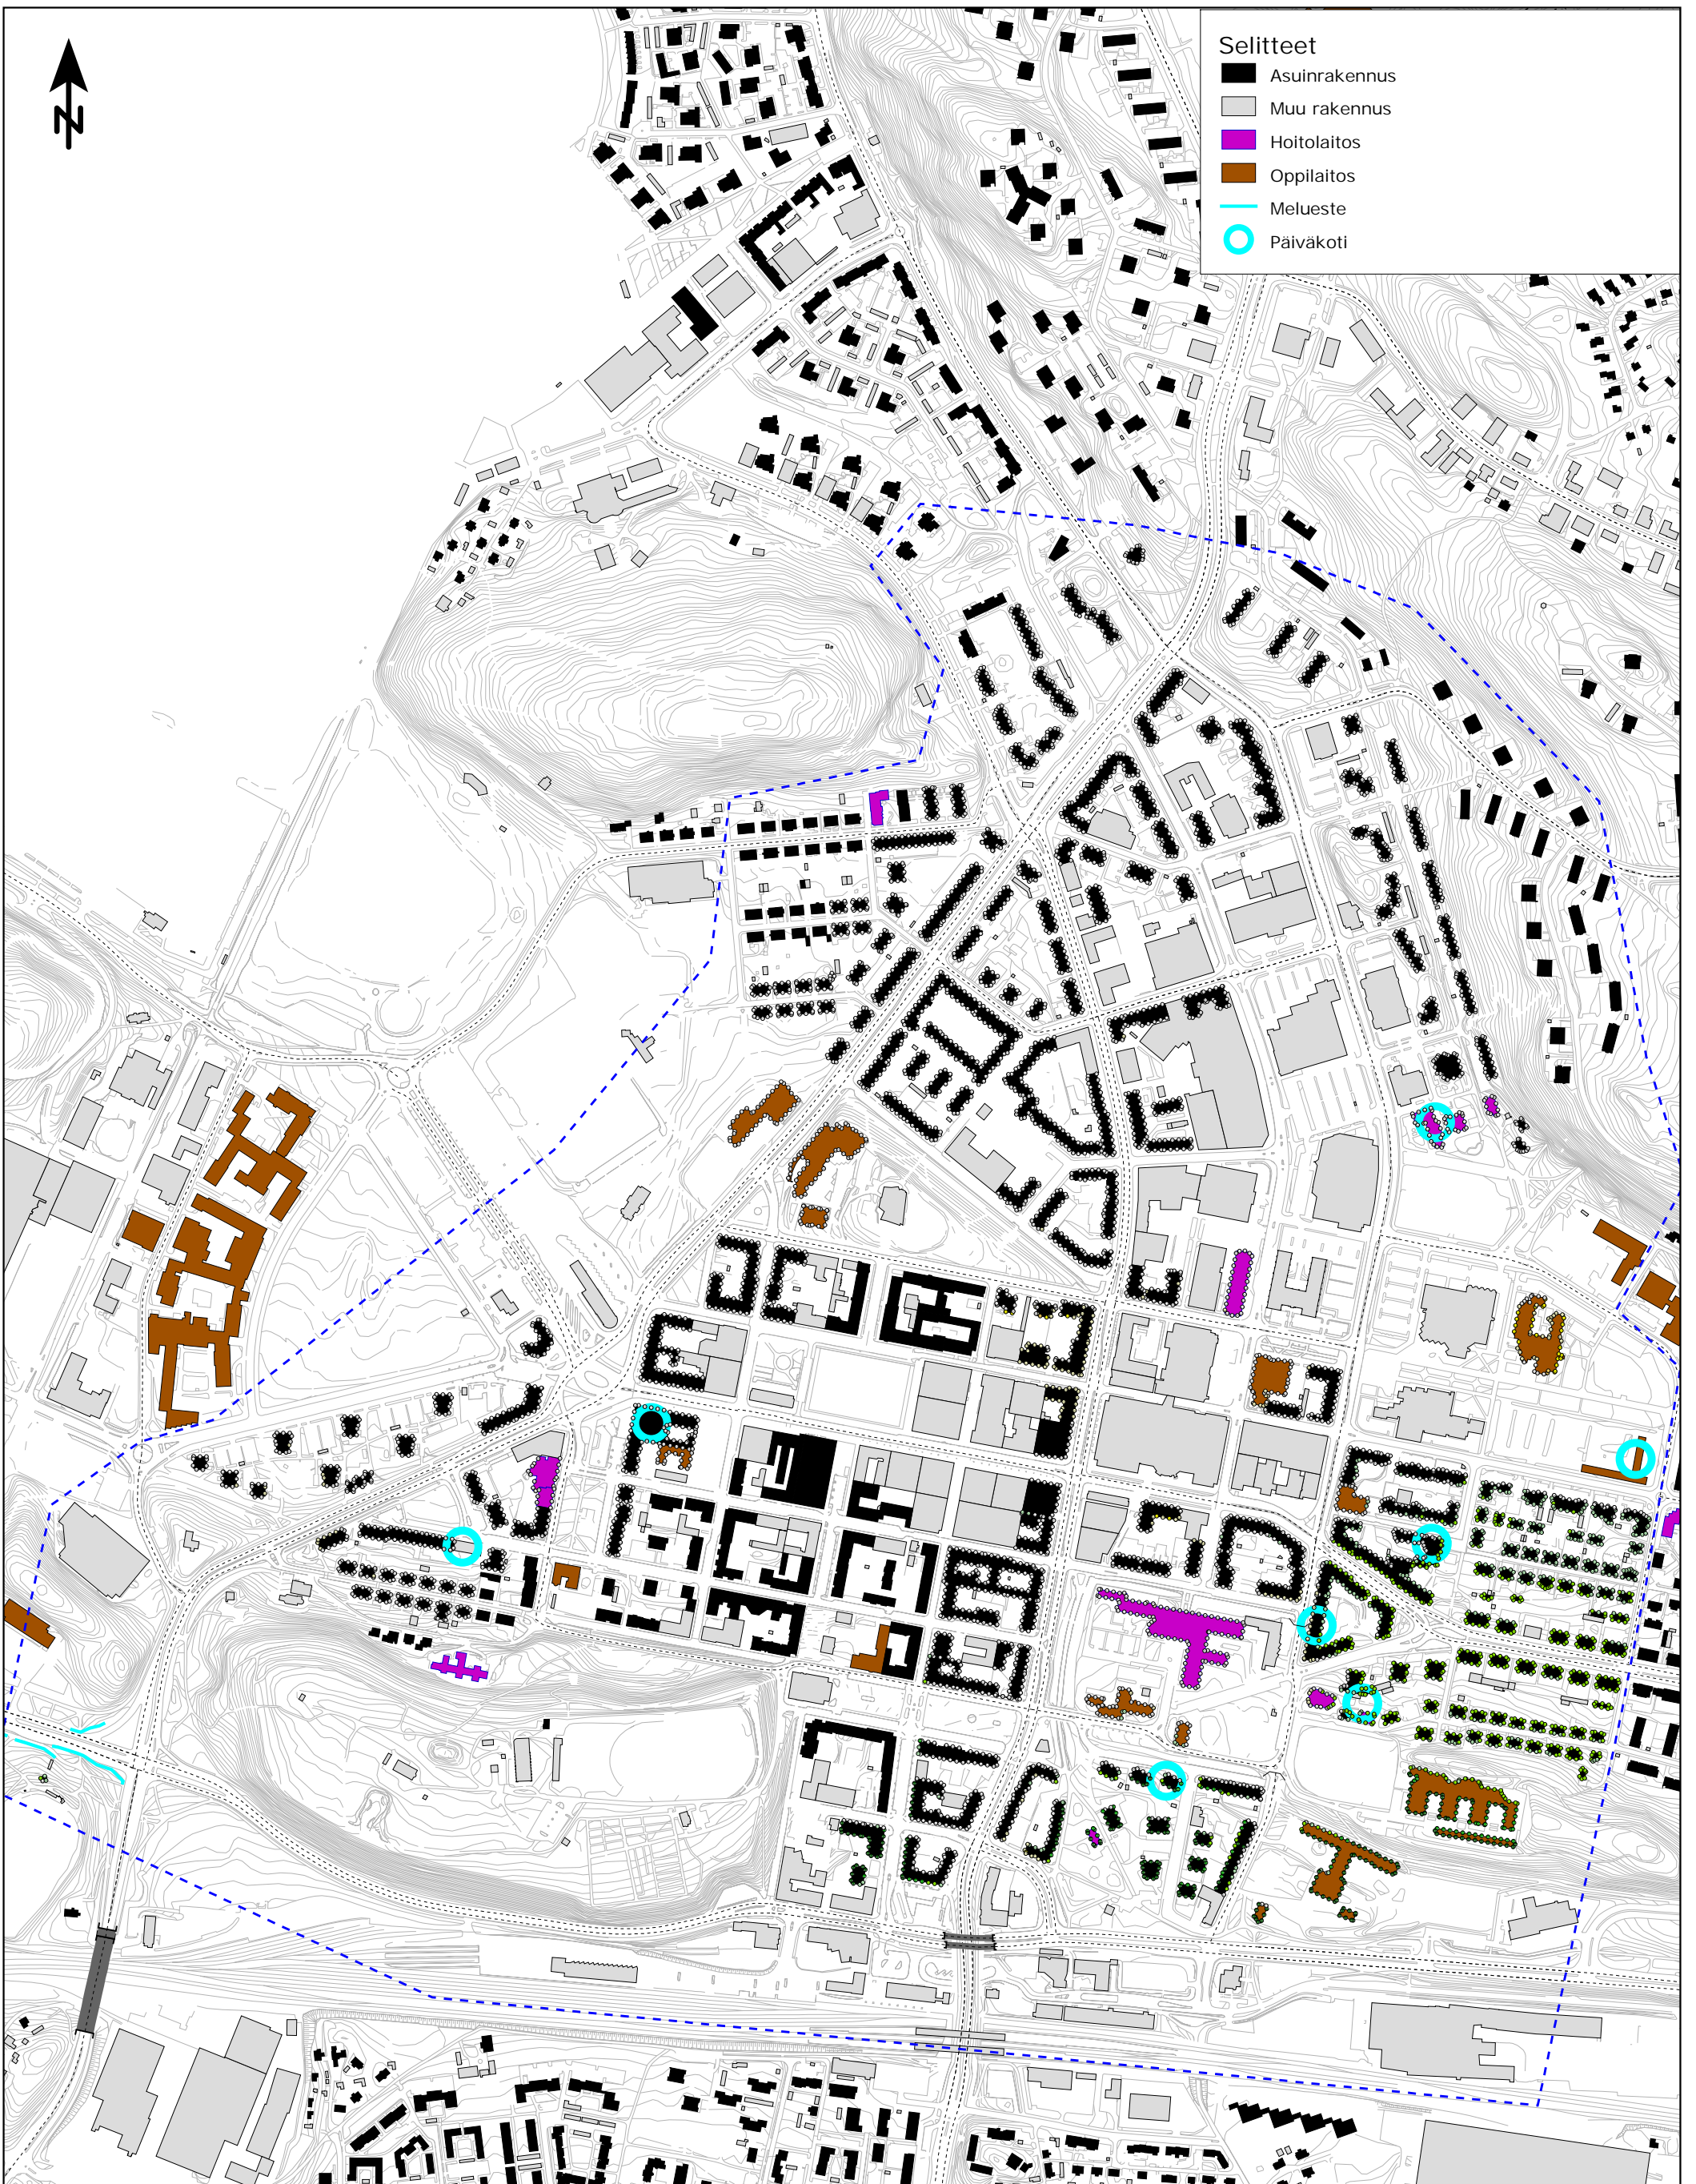 N
Selitteet
Asuinrakennus
Muu rakennus
Hoitolaitos
Oppilaitos
Melueste
Päiväkoti